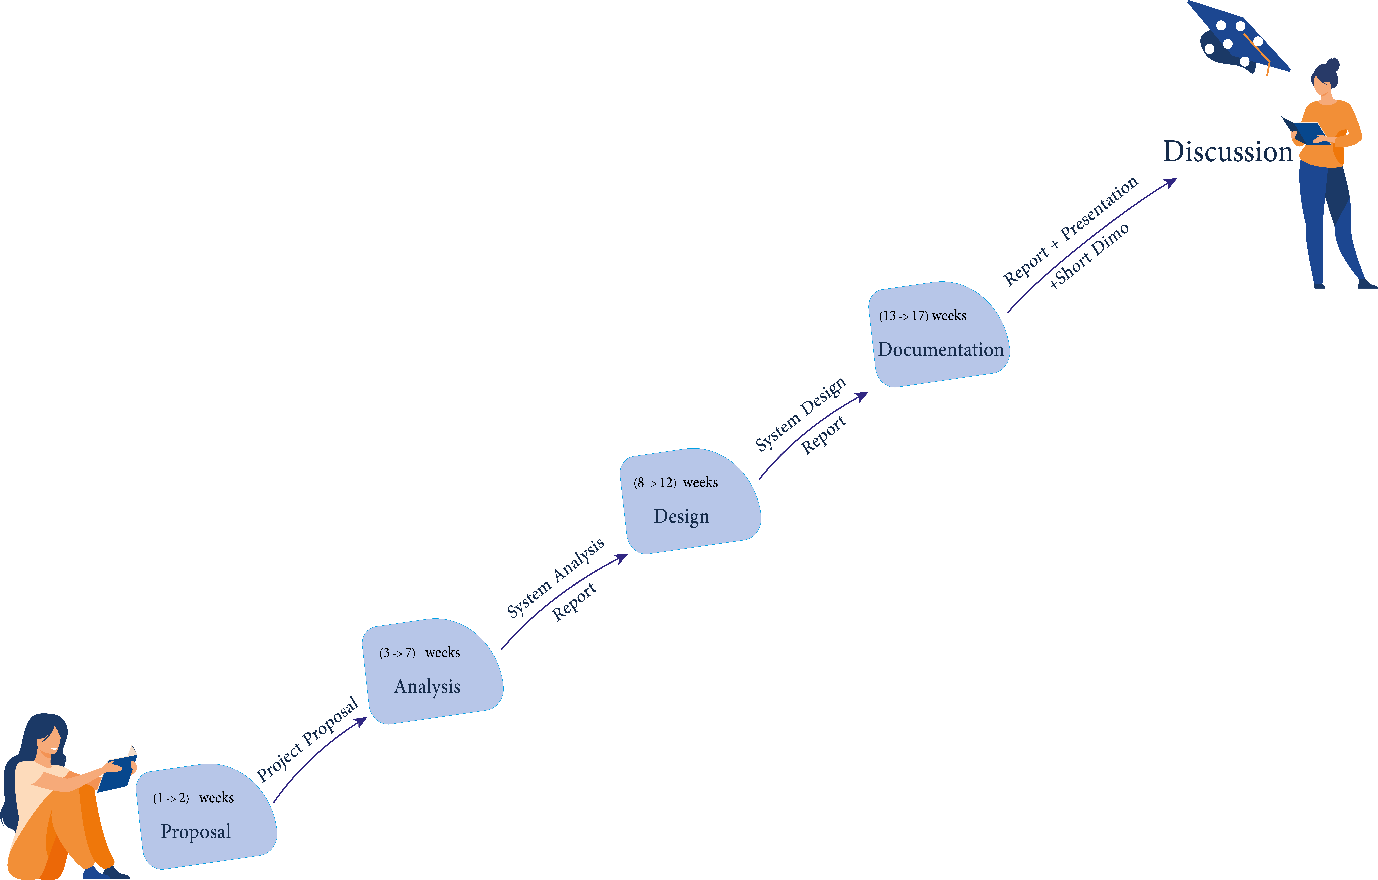 Discussion
Report + Presentation
+Short Dimo
(13 -> 17) weeks
Documentation
System Design
Report
(8 -> 12) weeks
Design
System Analysis
Report
(3 -> 7) weeks
Analysis
Project Proposal
(1 -> 2) weeks
Proposal